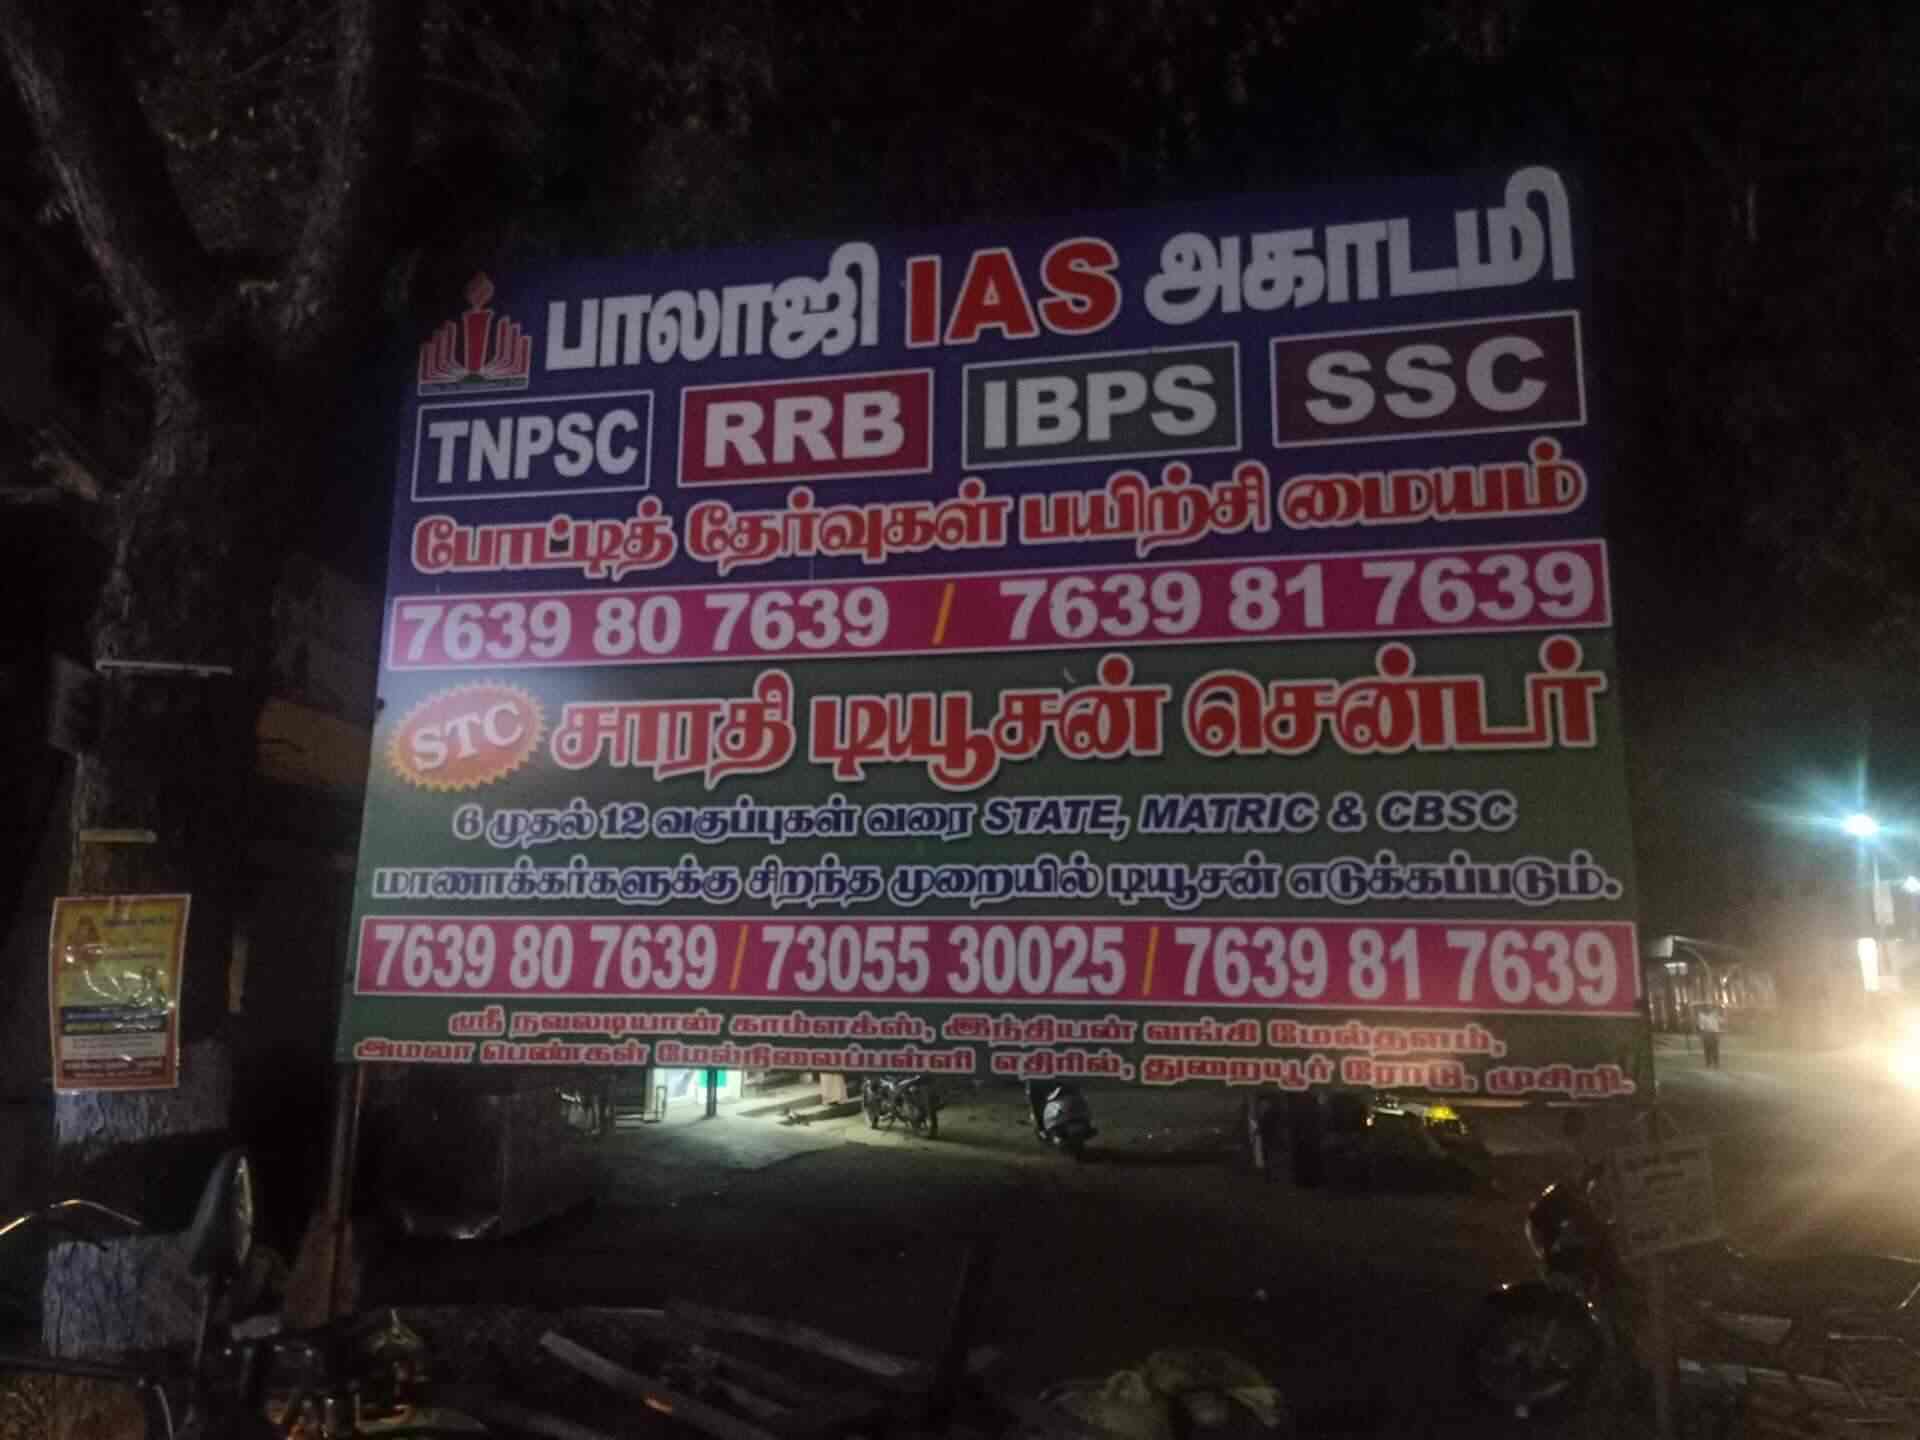 பாலாஜி IAS அகாடமி
TNPSC RRB IBPS SSC
போட்டித் தேர்வுகள் பயிற்சி மையம்
7639 80 7639 / 7639 81 7639
STC சாரதி டியூசன் சென்டர்
6 முதல் 12 வகுப்புகள் வரை STATE, MATRIC & CBSC
மாணாக்கர்களுக்கு சிறந்த முறையில் டியூசன் எடுக்கப்படும்.
7639 80 7639 / 73055 30025 / 7639 81 7639
ஸ்ரீ நவலடியான் காம்ளக்ஸ், இந்தியன் வங்கி மேல்தளம்,
அமலா பெண்கள் மேல்நிலைப்பள்ளி எதிரில், துறையூர் ரோடு, முசிறி.